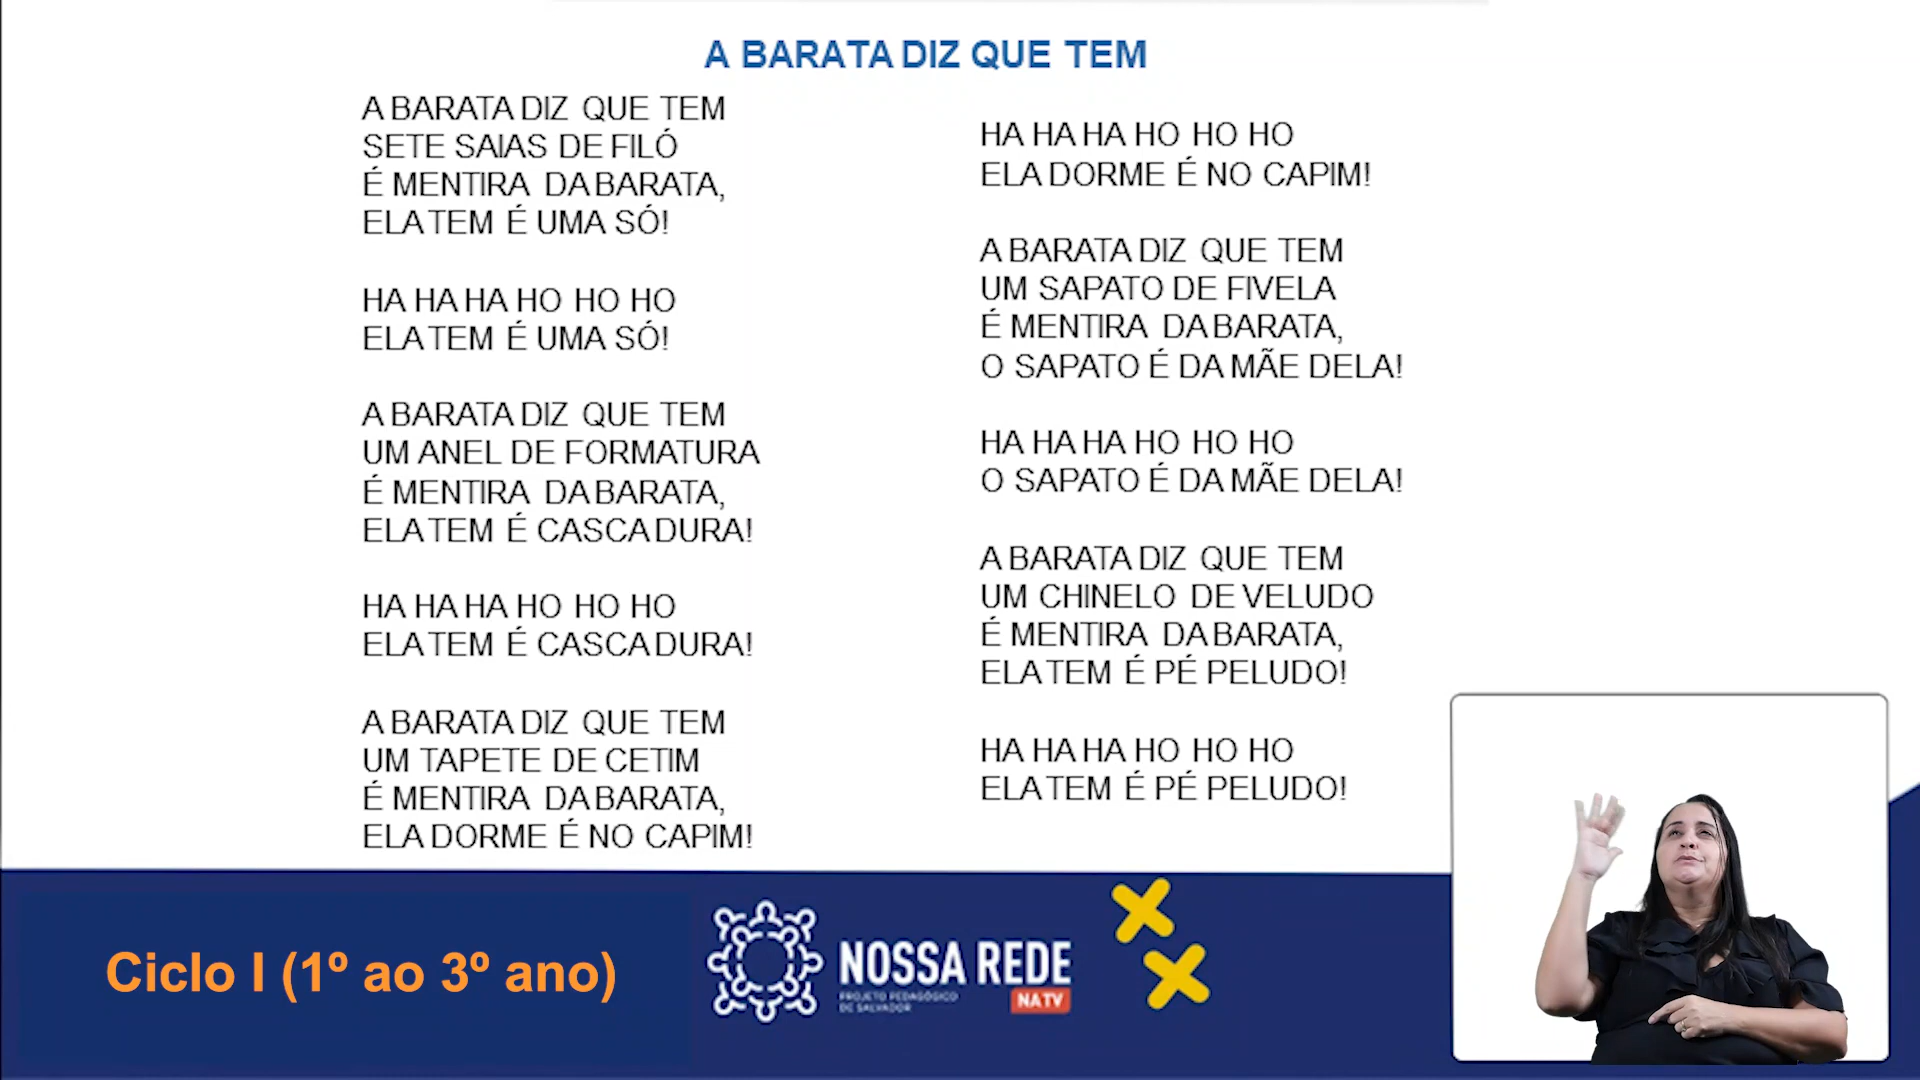 A BARATA DIZ QUE TEM
A BARATA DIZ QUE TEM
SETE SAIAS DE FILÓ
É MENTIRA DA BARATA,
ELA TEM É UMA SÓ!
HA HA HA HO HO HO
ELA TEM É UMA SÓ!
A BARATA DIZ QUE TEM
UM ANEL DE FORMATURA
É MENTIRA DA BARATA,
ELA TEM É CASCA DURA!
HA HA HA HO HO HO
ELA TEM É CASCA DURA!
A BARATA DIZ QUE TEM
UM TAPETE DE CETIM
É MENTIRA DA BARATA,
ELA DORME É NO CAPIM!
HA HA HA HO HO HO
ELA DORME É NO CAPIM!
A BARATA DIZ QUE TEM
UM SAPATO DE FIVELA
É MENTIRA DA BARATA,
O SAPATO É DA MÃE DELA!
HA HA HA HO HO HO
O SAPATO É DA MÃE DELA!
A BARATA DIZ QUE TEM
UM CHINELO DE VELUDO
É MENTIRA DA BARATA,
ELA TEM É PÉ PELUDO!
HA HA HA HO HO HO
ELA TEM É PÉ PELUDO!
Ciclo I (1º ao 3º ano)
NOSSA REDE
PROJETO PEDAGÓGICO
DE SALVADOR
NA TV